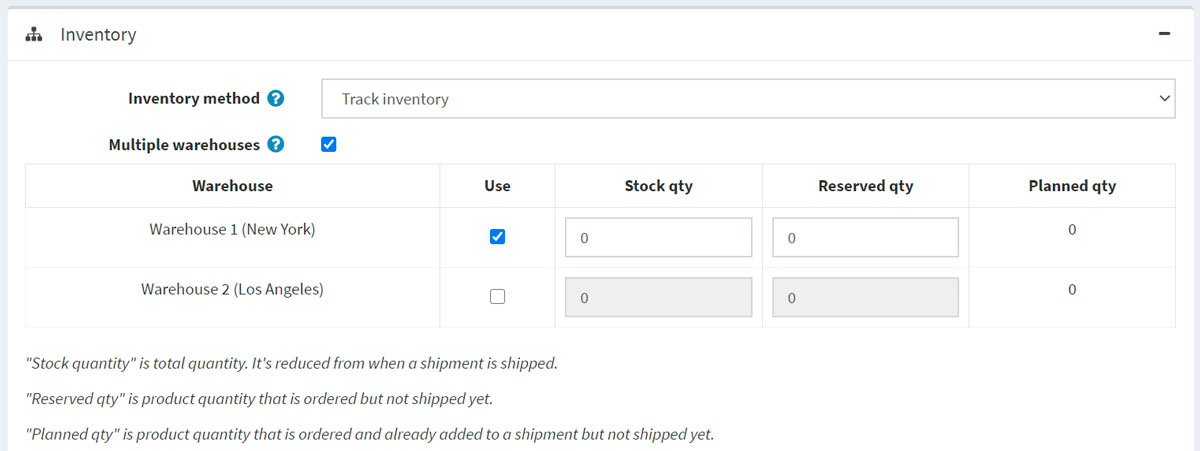 Inventory
Inventory method ?
Track inventory
Multiple warehouses ?
Warehouse Use Stock qty Reserved qty Planned qty
Warehouse 1 (New York) 0 0 0
Warehouse 2 (Los Angeles) 0 0 0
"Stock quantity" is total quantity. It's reduced from when a shipment is shipped.
"Reserved qty" is product quantity that is ordered but not shipped yet.
"Planned qty" is product quantity that is ordered and already added to a shipment but not shipped yet.